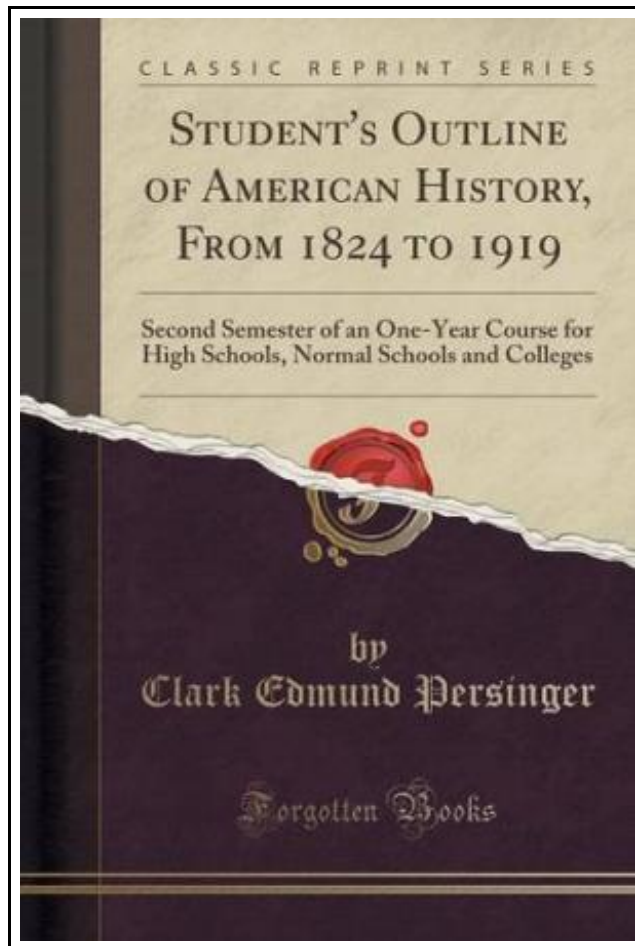 CLASSIC REPRINT SERIES
STUDENT'S OUTLINE
OF AMERICAN HISTORY,
FROM 1824 TO 1919
Second Semester of an One-Year Course for
High Schools, Normal Schools and Colleges
F
by
Clark Edmund Persinger
Forgotten Books